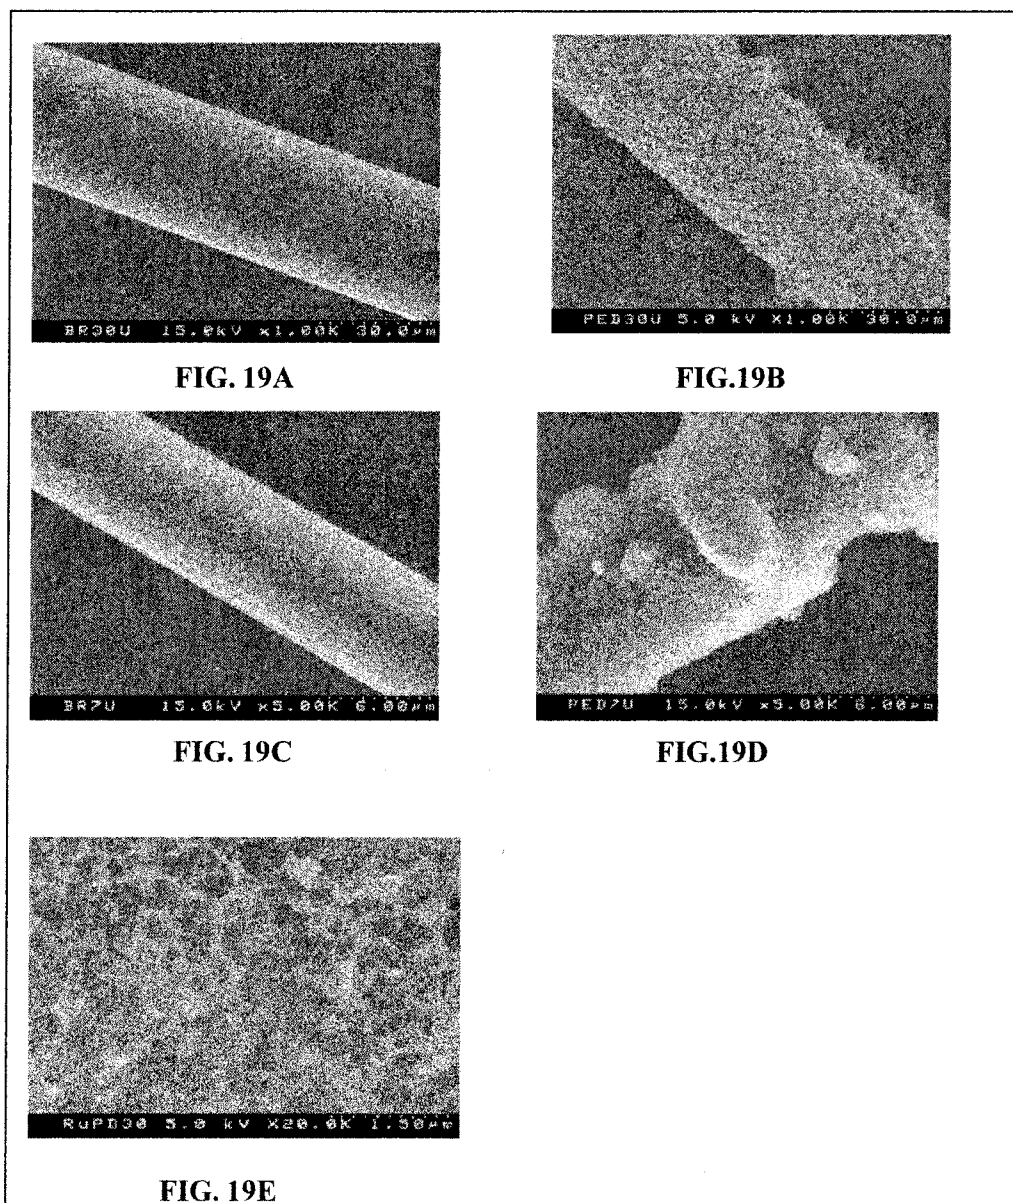 BR30U 15.0kV x1.00K 30.0µm
PED30U 5.0 kV X1.00K 30.0µm
FIG. 19A
FIG.19B
BR7U 15.0kV x5.00K 6.00µm
PED7U 15.0kV x5.00K 6.00µm
FIG. 19C
FIG.19D
RuPD30 5.0 kV X20.0K 1.50µm
FIG. 19E